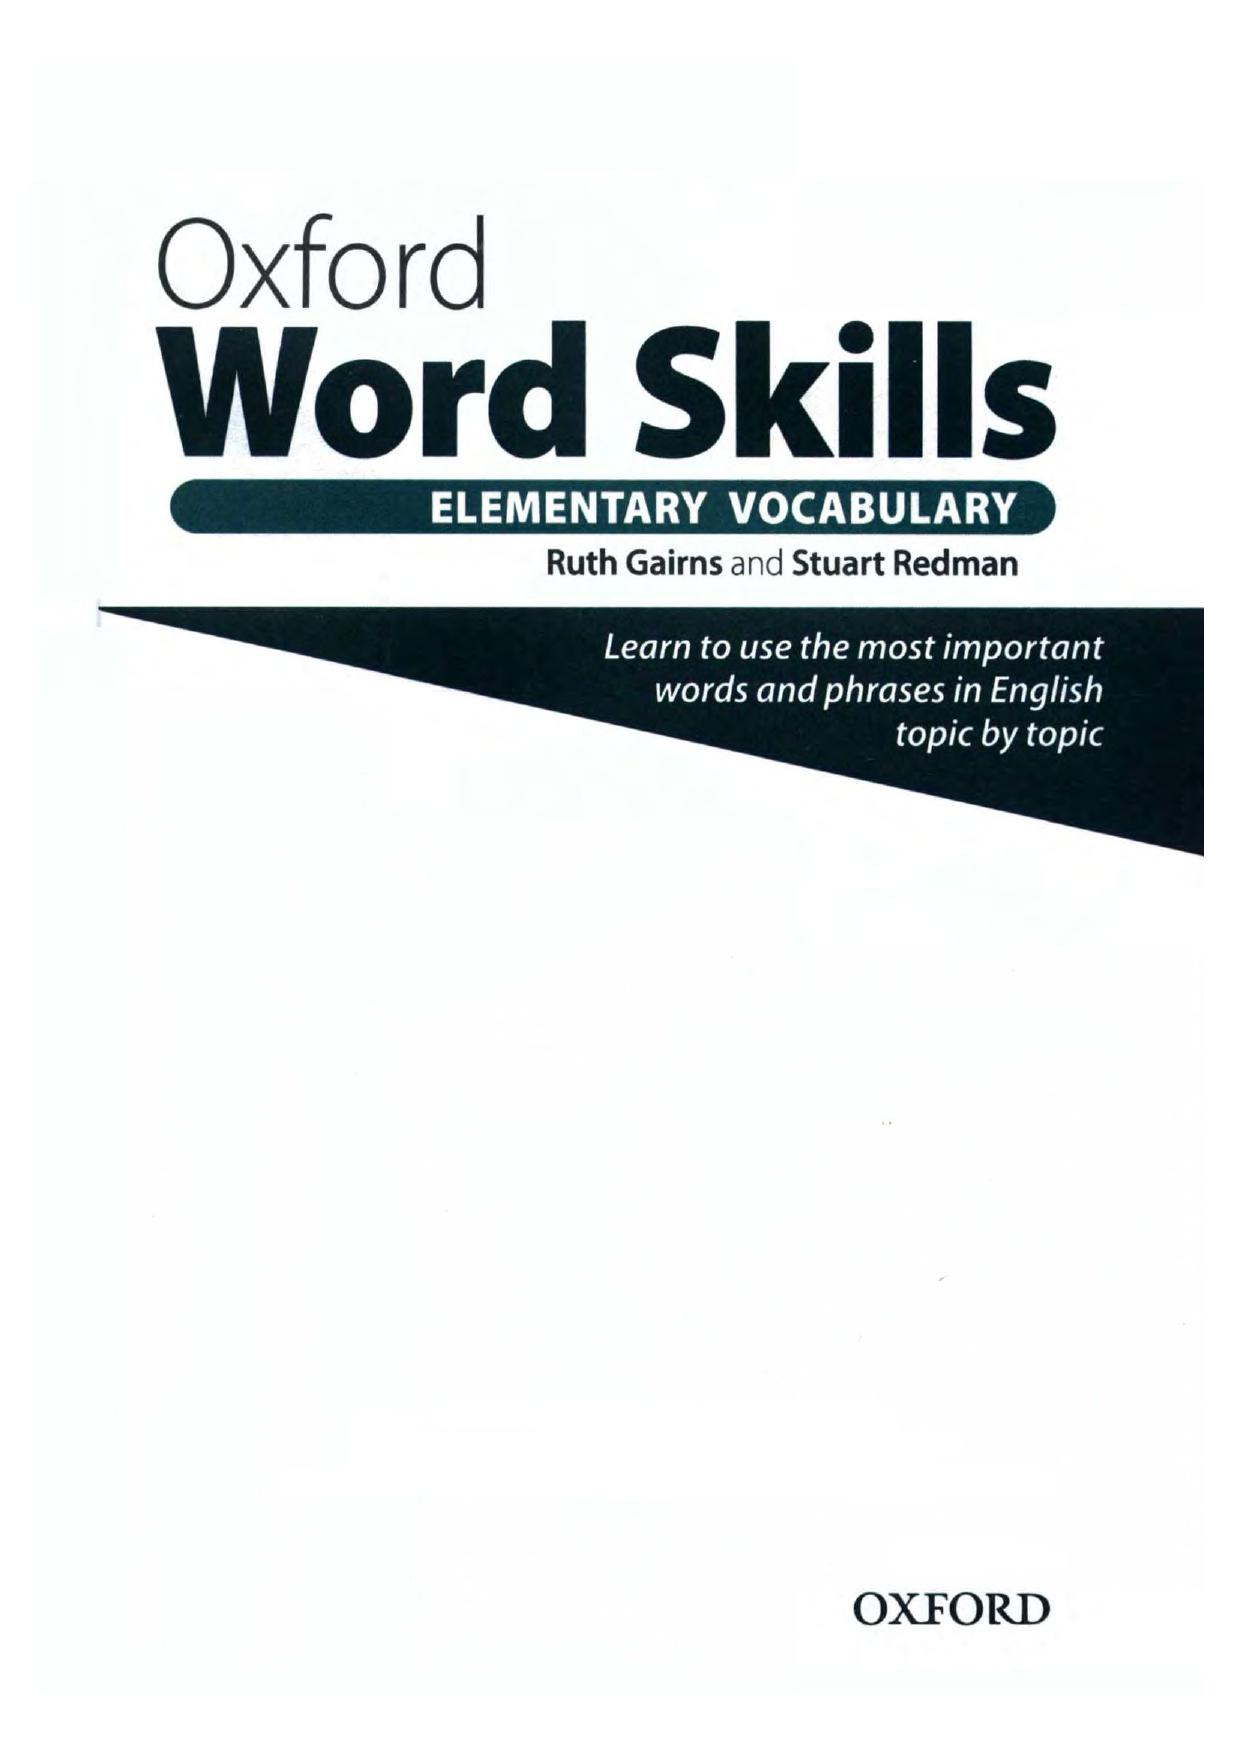 Oxford
Word Skills
ELEMENTARY VOCABULARY
Ruth Gairns and Stuart Redman
Learn to use the most important
words and phrases in English
topic by topic
OXFORD